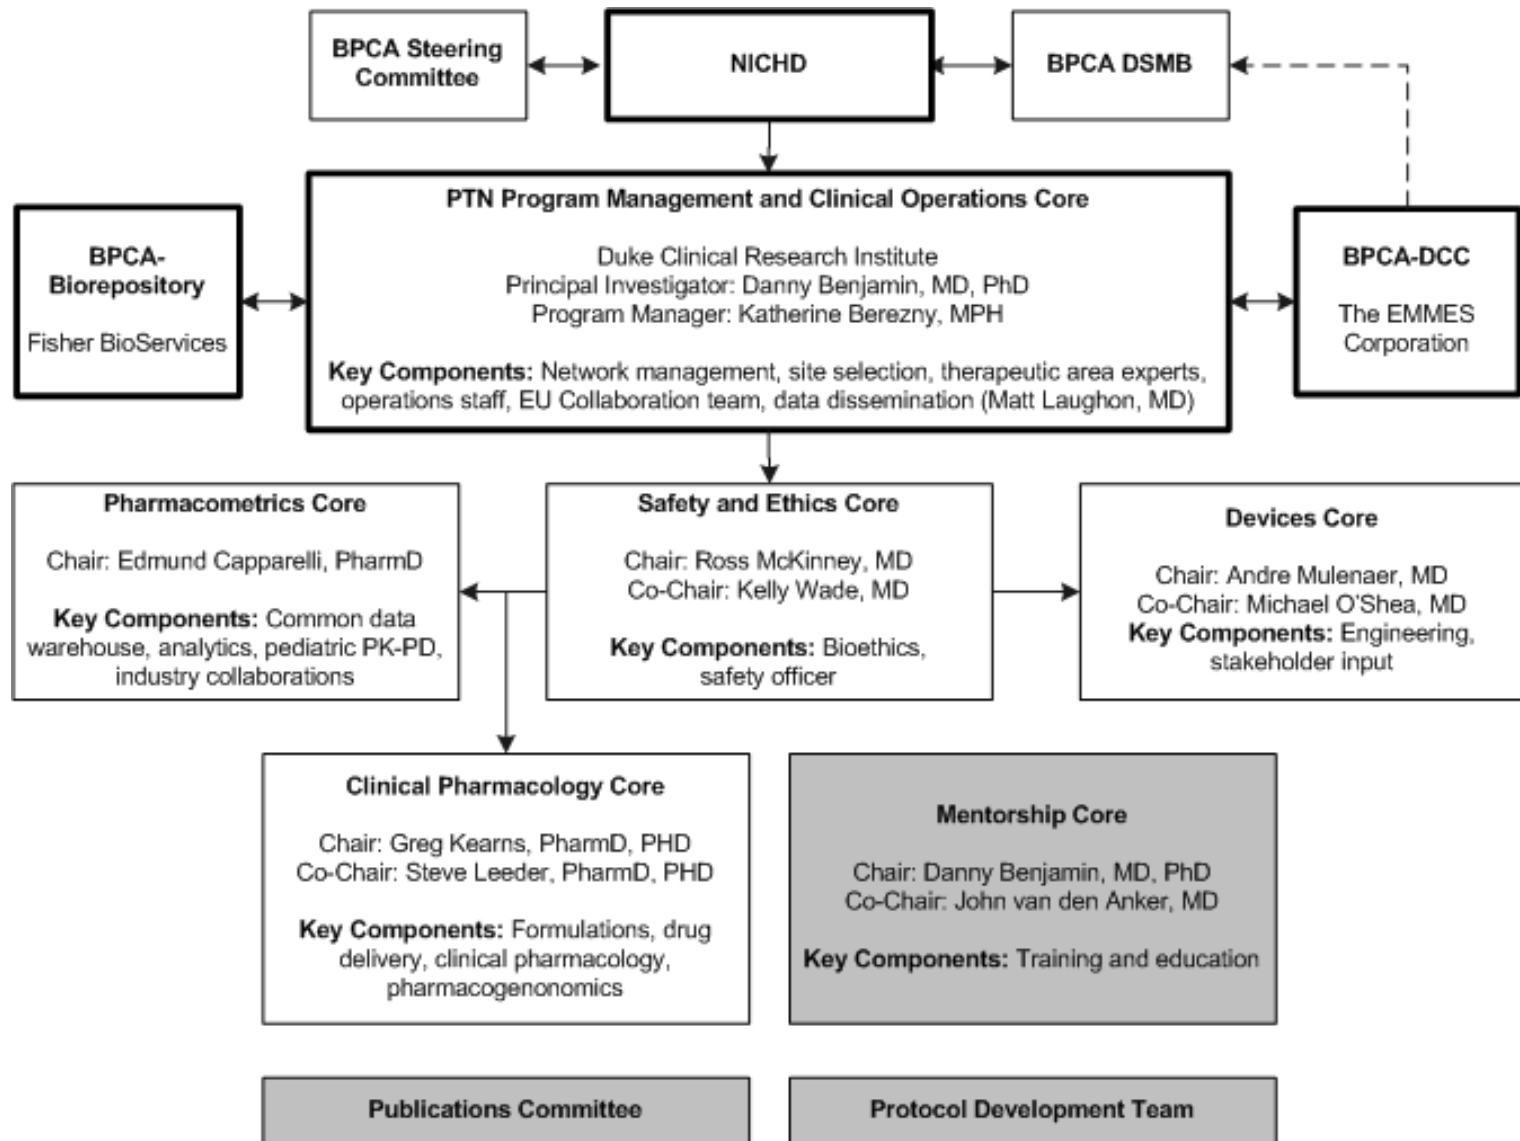 BPCA Steering
Committee
NICHD
BPCA DSMB
PTN Program Management and Clinical Operations Core
Duke Clinical Research Institute
Principal Investigator: Danny Benjamin, MD, PhD
Program Manager: Katherine Berezny, MPH
Key Components: Network management, site selection, therapeutic area experts,
operations staff, EU Collaboration team, data dissemination (Matt Laughon, MD)
BPCA-
Biorepository
Fisher BioServices
BPCA-DCC
The EMMES
Corporation
Pharmacometrics Core
Chair: Edmund Capparelli, PharmD
Key Components: Common data
warehouse, analytics, pediatric PK-PD,
industry collaborations
Safety and Ethics Core
Chair: Ross McKinney, MD
Co-Chair: Kelly Wade, MD
Key Components: Bioethics,
safety officer
Devices Core
Chair: Andre Mulenaer, MD
Co-Chair: Michael O'Shea, MD
Key Components: Engineering,
stakeholder input
Clinical Pharmacology Core
Chair: Greg Kearns, PharmD, PHD
Co-Chair: Steve Leeder, PharmD, PHD
Key Components: Formulations, drug
delivery, clinical pharmacology,
pharmacogenonomics
Mentorship Core
Chair: Danny Benjamin, MD, PhD
Co-Chair: John van den Anker, MD
Key Components: Training and education
Publications Committee
Protocol Development Team